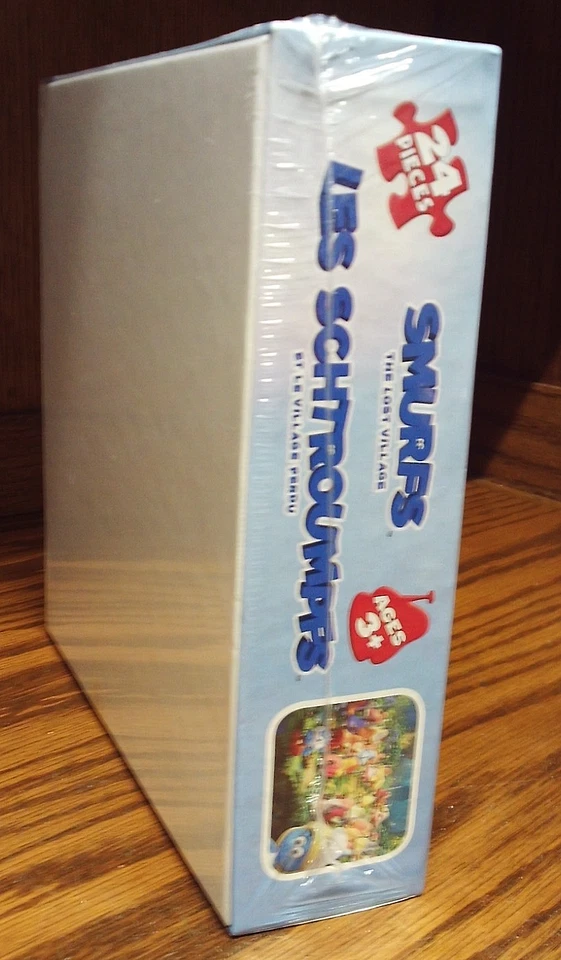 24
PIECES
SMURFS
THE LOST VILLAGE
LES SCHTROUMPFS
ET LE VILLAGE PERDU
AGES
3+